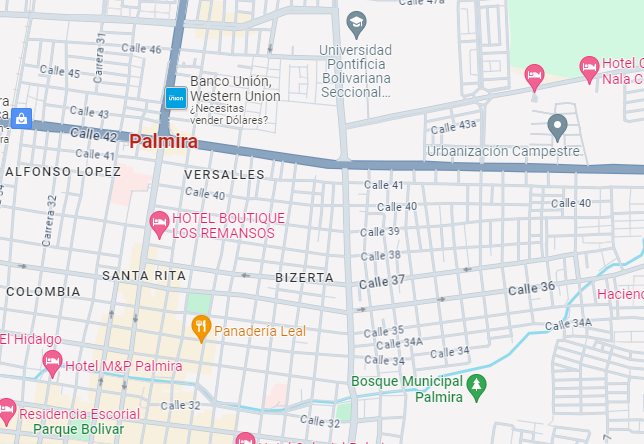 Calle 47a
Calle 46
Carrera 31
Calle 45
Universidad
Pontificia
Bolivariana
Seccional...
Hotel C
Nala C
Banco Unión,
Western Union
¿Necesitas
vender Dólares?
unión
Calle 43
Calle 42
Palmira
Calle 41
Calle 43a
Urbanización Campestre
ALFONSO LOPEZ
VERSALLES
Calle 40
Calle 41
Calle 40
Calle 40
Carrera 32
HOTEL BOUTIQUE
LOS REMANSOS
Calle 39
Calle 38
SANTA RITA
BIZERTA
Calle 37
Calle 36
COLOMBIA
Haciend
El Hidalgo
Panadería Leal
Calle 35
Calle 34A
Calle 34A
Calle 34
Calle 34
Hotel M&P Palmira
Bosque Municipal
Palmira
Calle 32
Calle 32
Residencia Escorial
Parque Bolivar